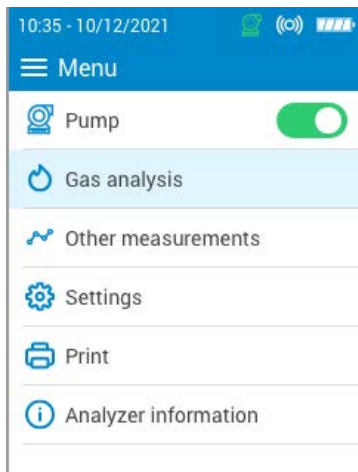 10:35 - 10/12/2021
Menu
Pump
Gas analysis
Other measurements
Settings
Print
Analyzer information